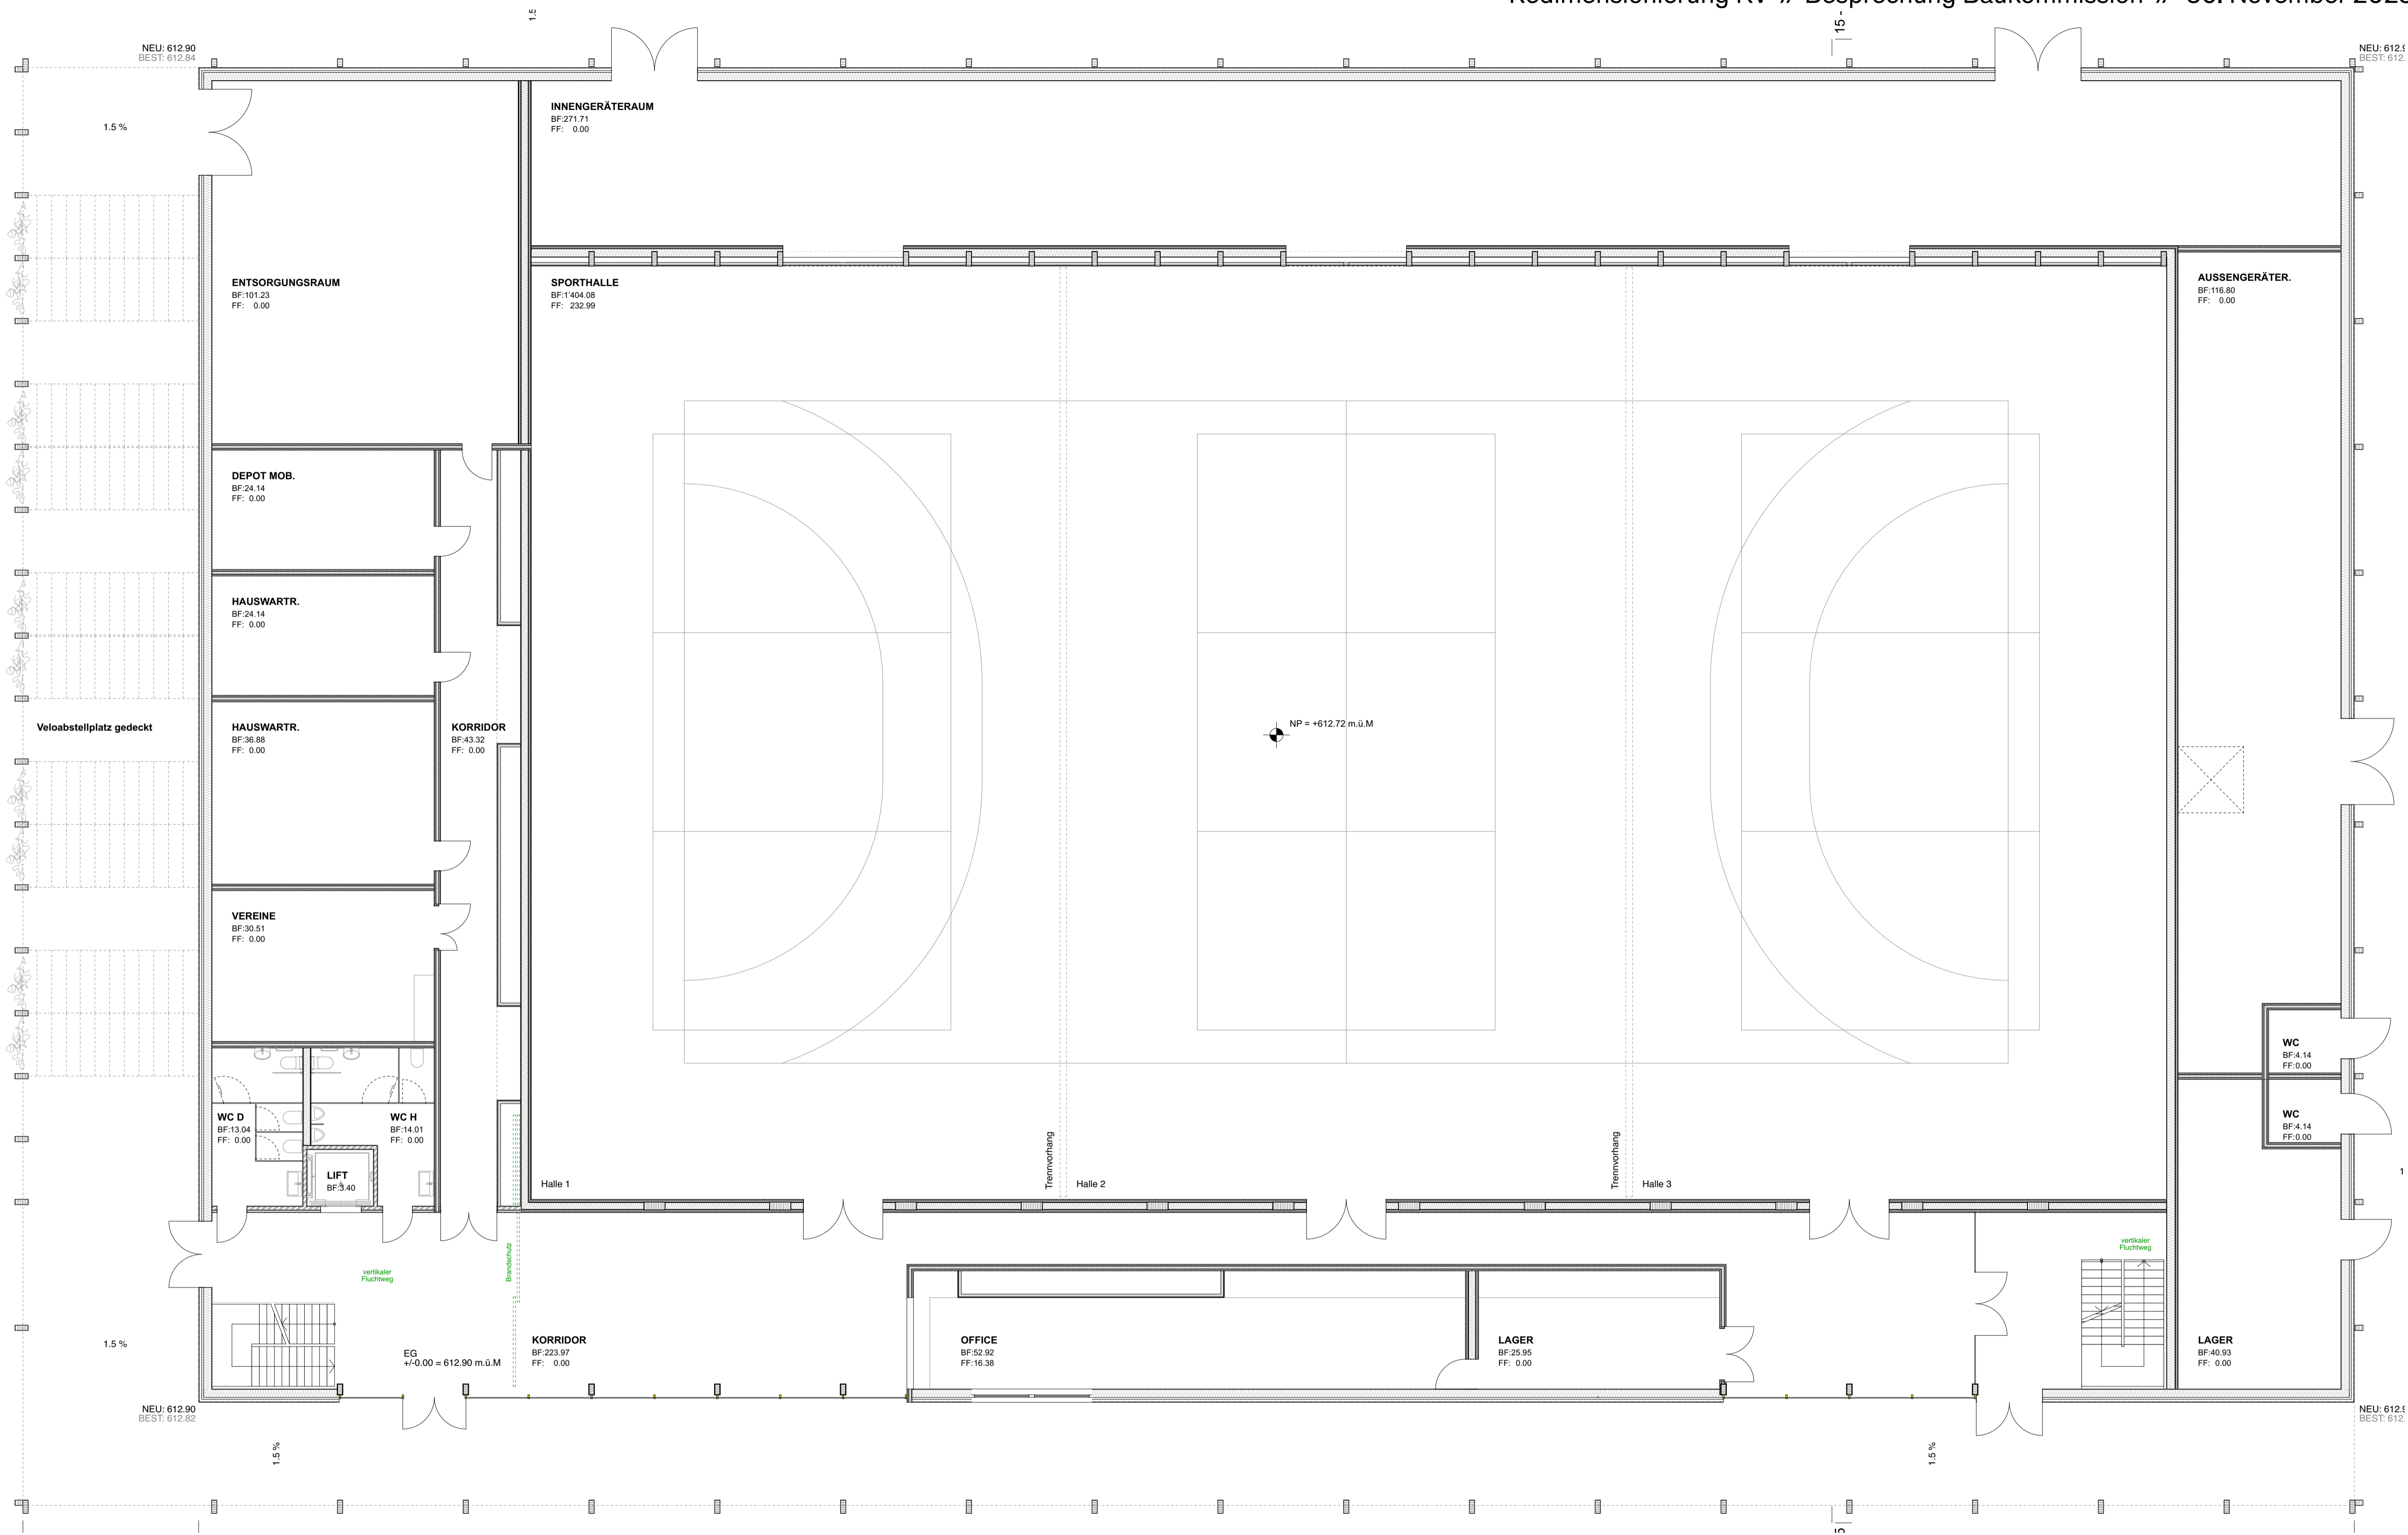 1.5
15 -
NEU: 612.90
BEST: 612.84
1.5 %
INNENGERÄTERAUM
BF:271.71
FF: 0.00
ENTSORGUNGSRAUM
BF:101.23
FF: 0.00
SPORTHALLE
BF:1'404.08
FF: 232.99
AUSSENGERÄTER.
BF:116.80
FF: 0.00
DEPOT MOB.
BF:24.14
FF: 0.00
HAUSWARTR.
BF:24.14
FF: 0.00
Veloabstellplatz gedeckt
HAUSWARTR.
BF:36.88
FF: 0.00
KORRIDOR
BF:43.32
FF: 0.00
NP = +612.72 m.ü.M
VEREINE
BF:30.51
FF: 0.00
WC
BF:4.14
FF:0.00
WC D
BF:13.04
FF: 0.00
WC H
BF:14.01
FF: 0.00
WC
BF:4.14
FF:0.00
LIFT
BF:3.40
Halle 1
Trennvorhang
Halle 2
Trennvorhang
Halle 3
vertikaler
Fluchtweg
Brandschutz
vertikaler
Fluchtweg
1.5 %
EG
+/-0.00 = 612.90 m.ü.M
KORRIDOR
BF:223.97
FF: 0.00
OFFICE
BF:52.92
FF:16.38
LAGER
BF:25.95
FF: 0.00
LAGER
BF:40.93
FF: 0.00
NEU: 612.90
BEST: 612.82
1.5 %
1.5 %